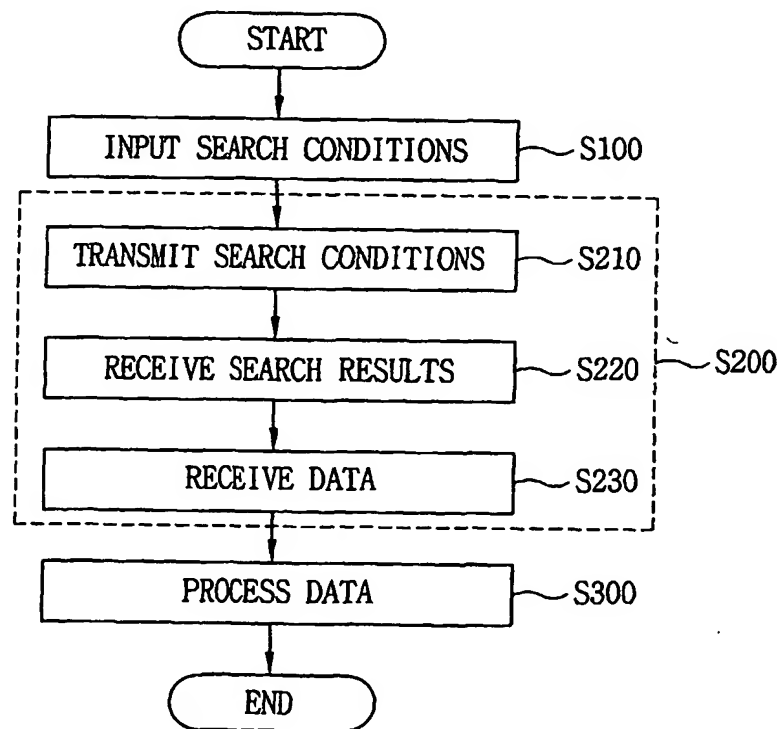 START
INPUT SEARCH CONDITIONS S100
TRANSMIT SEARCH CONDITIONS S210
RECEIVE SEARCH RESULTS S220 S200
RECEIVE DATA S230
PROCESS DATA S300
END